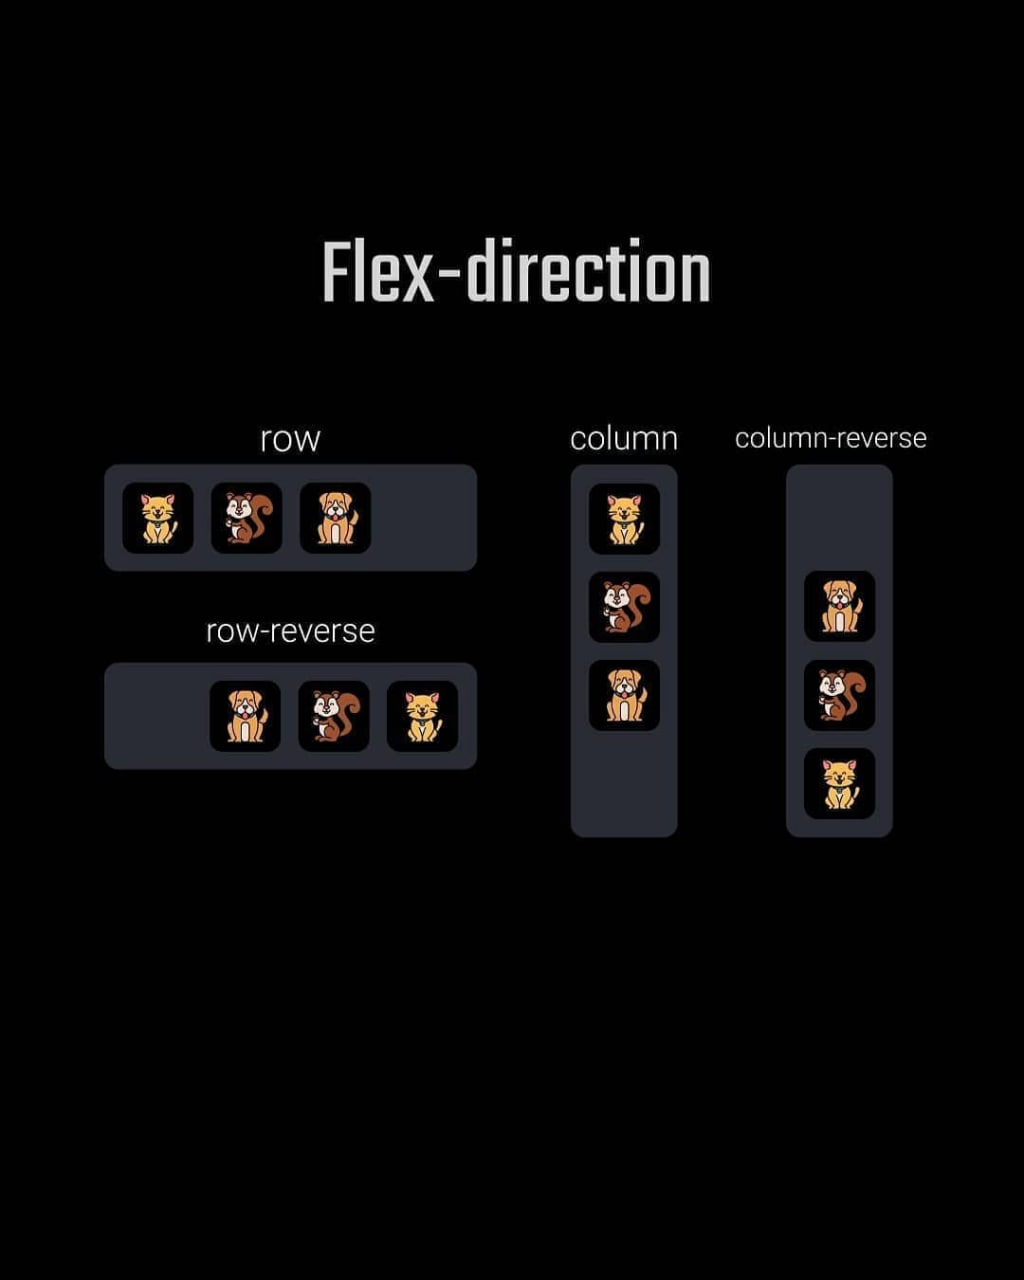 Flex-direction
row
column
column-reverse
row-reverse